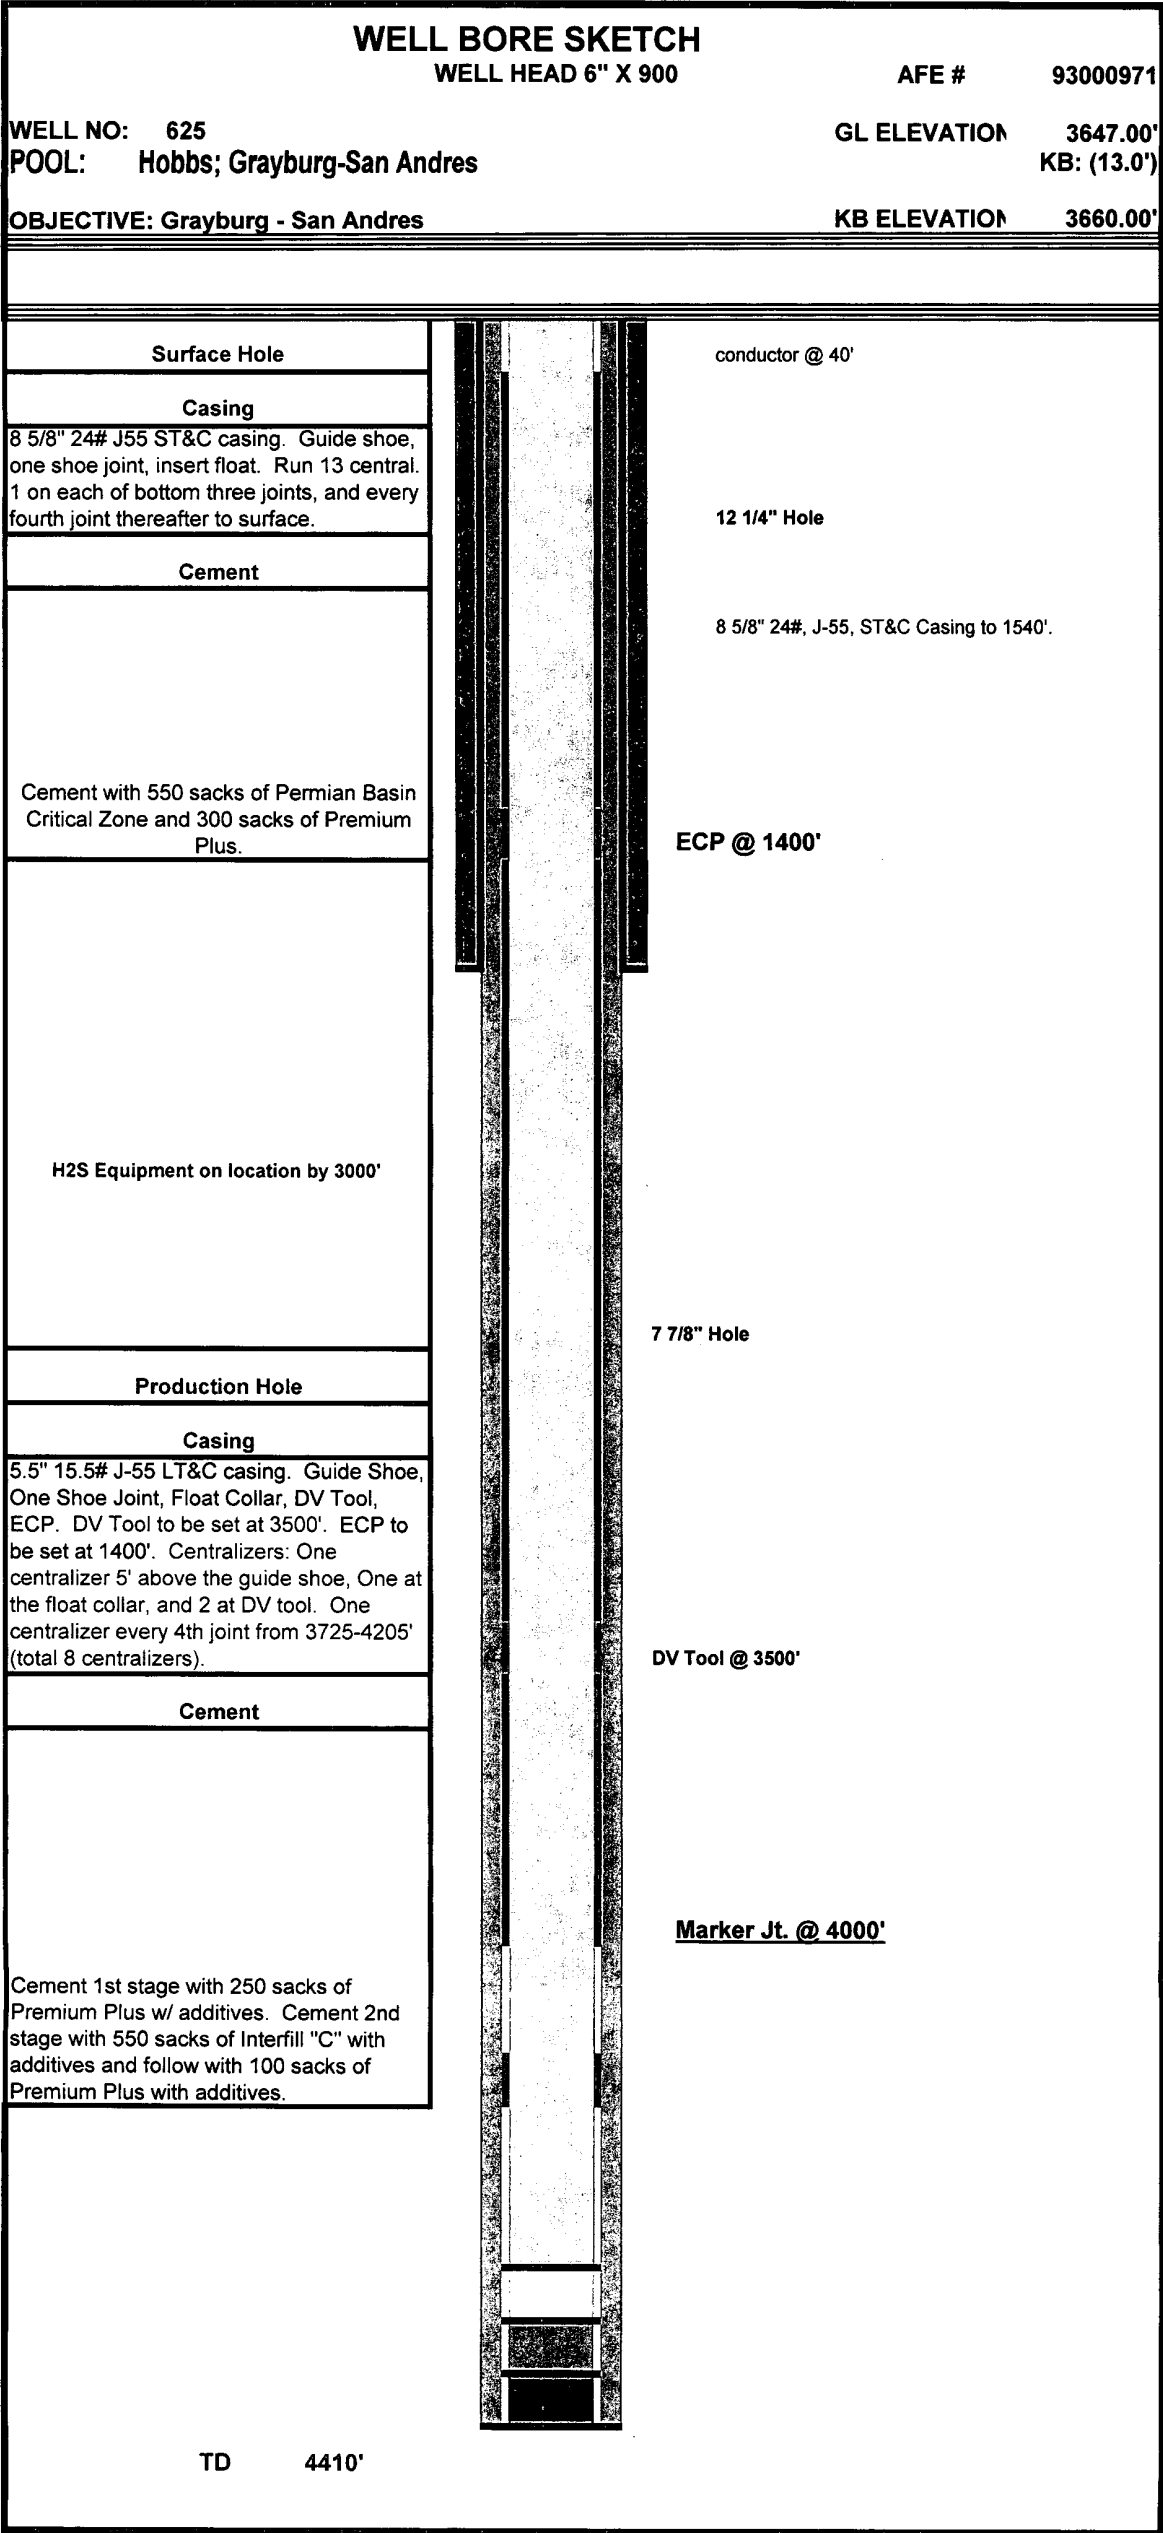 WELL BORE SKETCH
WELL HEAD 6" X 900
AFE # 93000971
WELL NO: 625
GL ELEVATION 3647.00'
POOL: Hobbs; Grayburg-San Andres
KB: (13.0')
OBJECTIVE: Grayburg - San Andres
KB ELEVATION 3660.00'
Surface Hole
conductor @ 40'
Casing
8 5/8" 24# J55 ST&C casing. Guide shoe,
one shoe joint, insert float. Run 13 central.
1 on each of bottom three joints, and every
fourth joint thereafter to surface.
12 1/4" Hole
Cement
8 5/8" 24#, J-55, ST&C Casing to 1540'.
Cement with 550 sacks of Permian Basin
Critical Zone and 300 sacks of Premium
Plus.
ECP @ 1400'
H2S Equipment on location by 3000'
7 7/8" Hole
Production Hole
Casing
5.5" 15.5# J-55 LT&C casing. Guide Shoe,
One Shoe Joint, Float Collar, DV Tool,
ECP. DV Tool to be set at 3500'. ECP to
be set at 1400'. Centralizers: One
centralizer 5' above the guide shoe, One at
the float collar, and 2 at DV tool. One
centralizer every 4th joint from 3725-4205'
(total 8 centralizers).
DV Tool @ 3500'
Cement
Marker Jt. @ 4000'
Cement 1st stage with 250 sacks of
Premium Plus w/ additives. Cement 2nd
stage with 550 sacks of Interfill "C" with
additives and follow with 100 sacks of
Premium Plus with additives.
TD 4410'